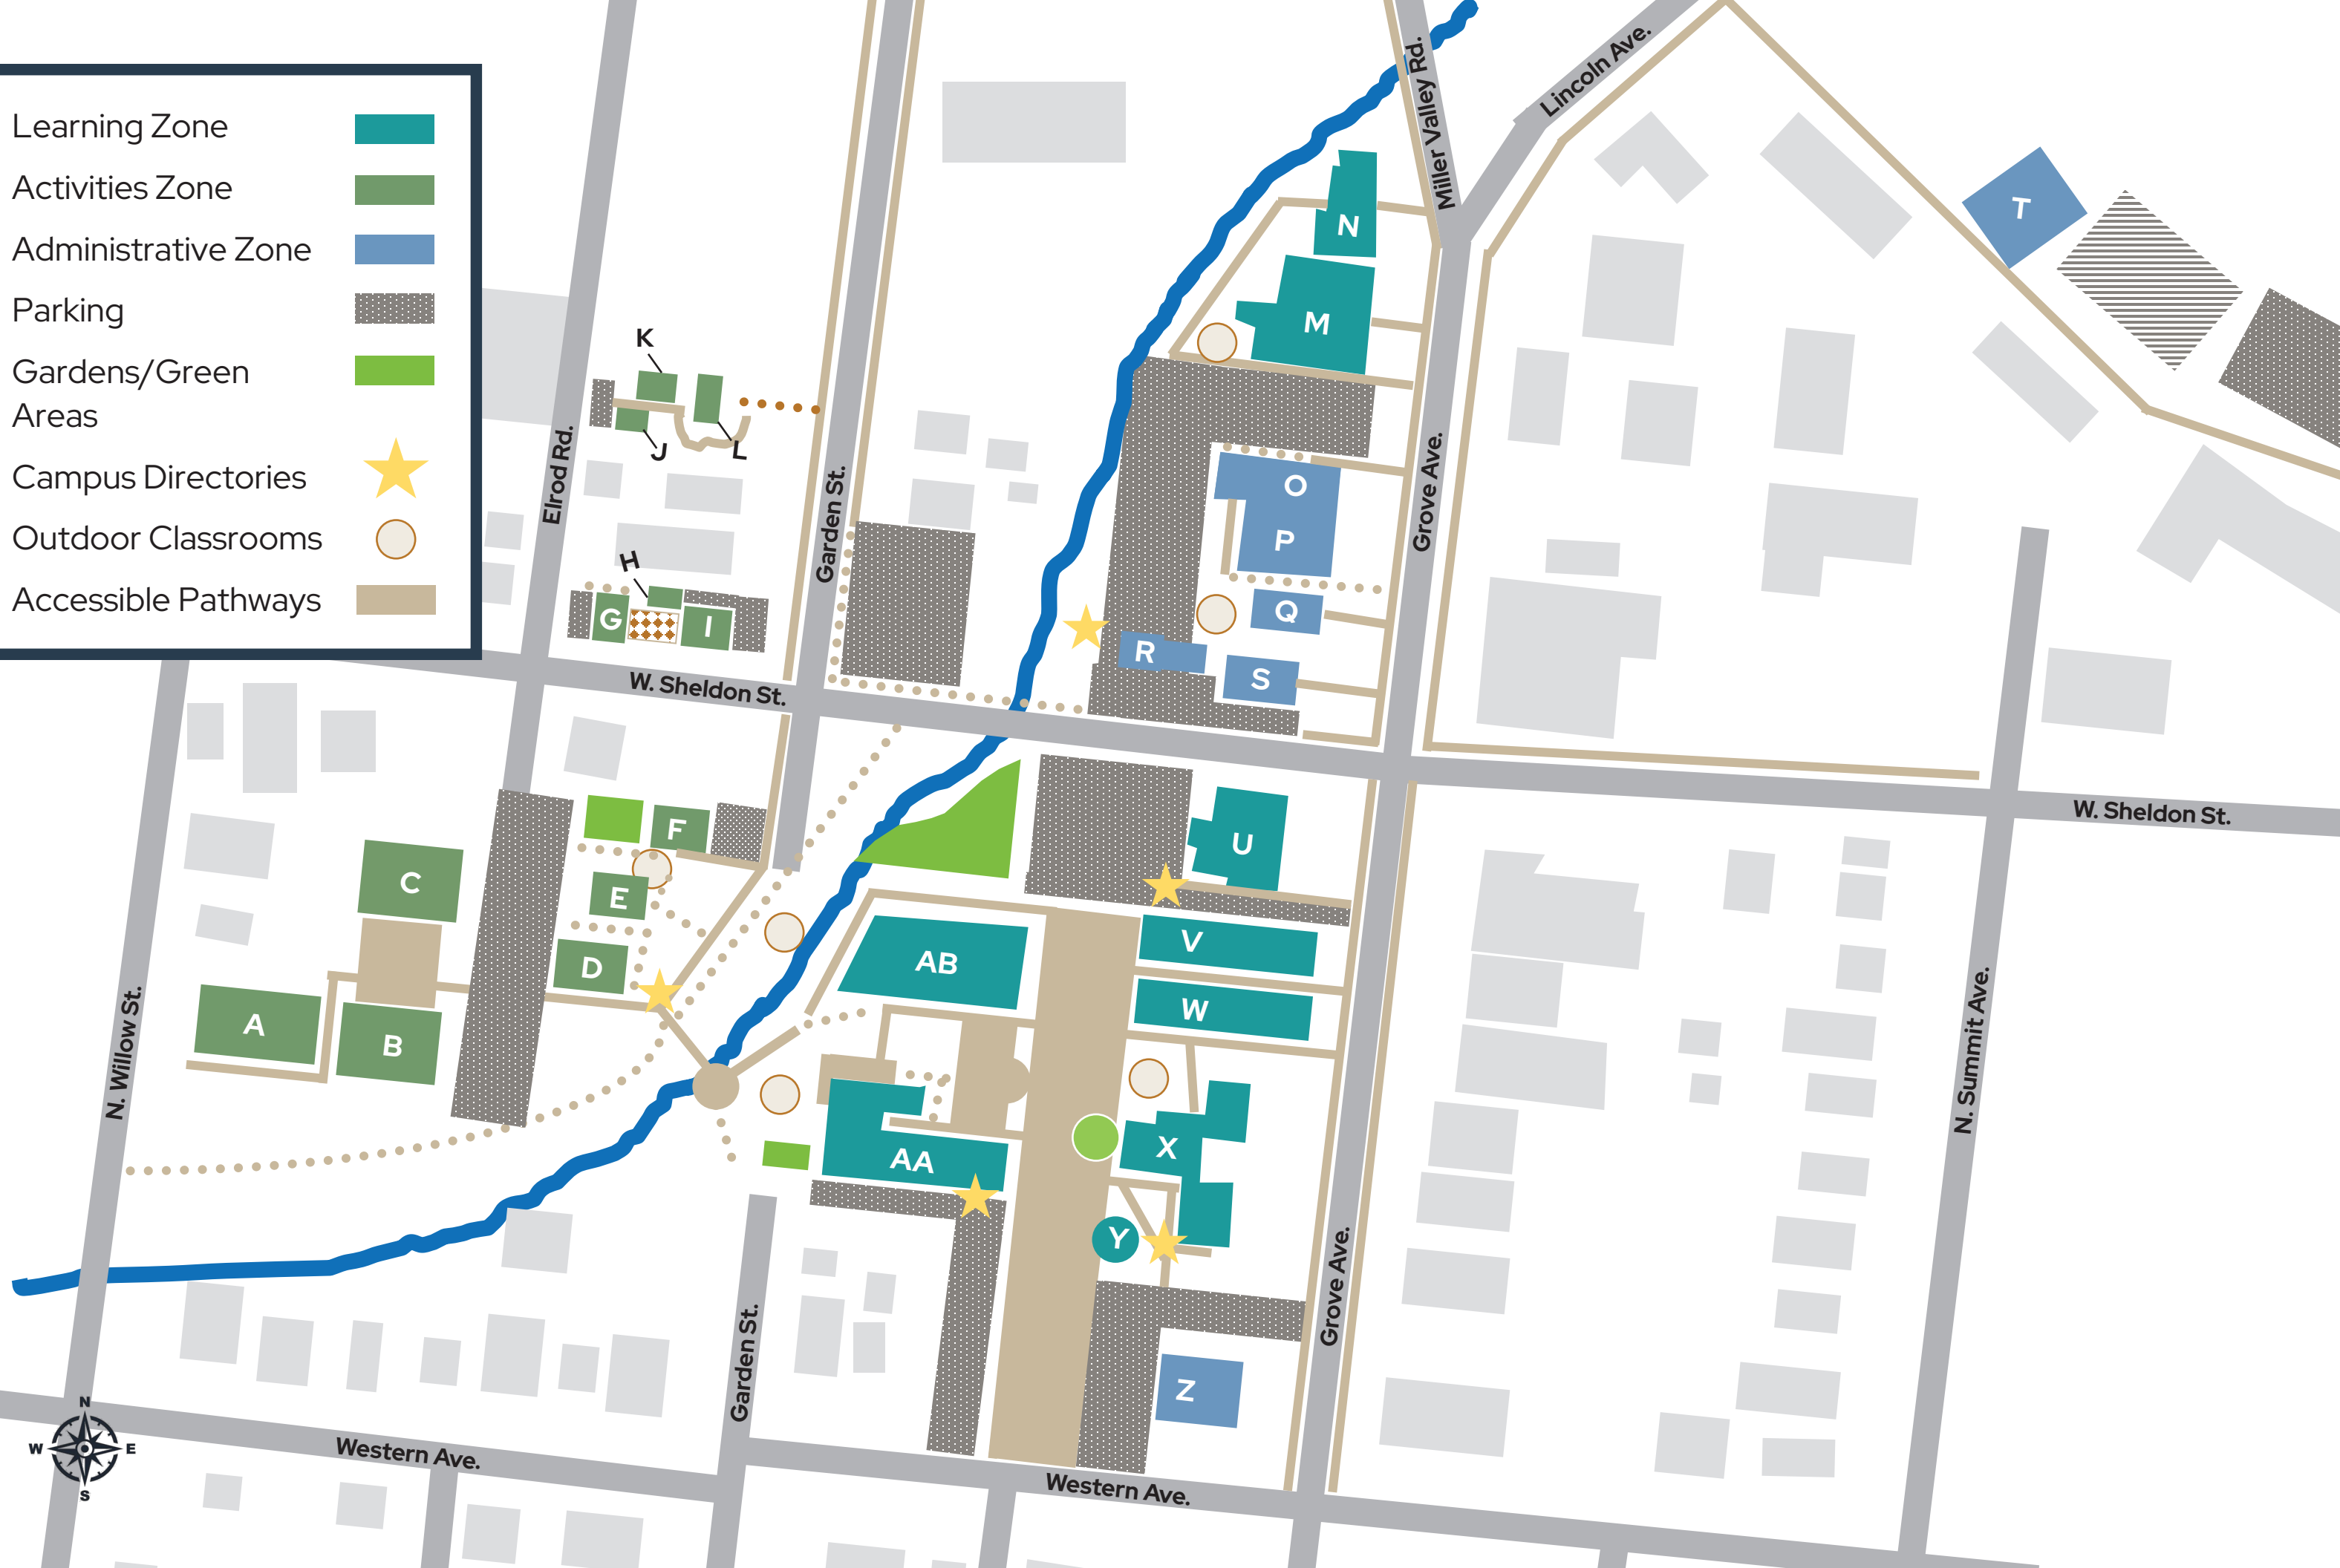 Learning Zone
Activities Zone
Administrative Zone
Parking
Gardens/Green
Areas
Campus Directories
Outdoor Classrooms
Accessible Pathways
Miller Valley Rd.
Lincoln Ave.
N
T
M
K
J
L
Elrod Rd.
Garden St.
Grove Ave.
O
P
H
G
I
Q
R
S
W. Sheldon St.
W. Sheldon St.
F
U
C
E
V
D
AB
W
A
B
N. Willow St.
N. Summit Ave.
X
AA
Y
Grove Ave.
Garden St.
Z
N
W
E
S
Western Ave.
Western Ave.